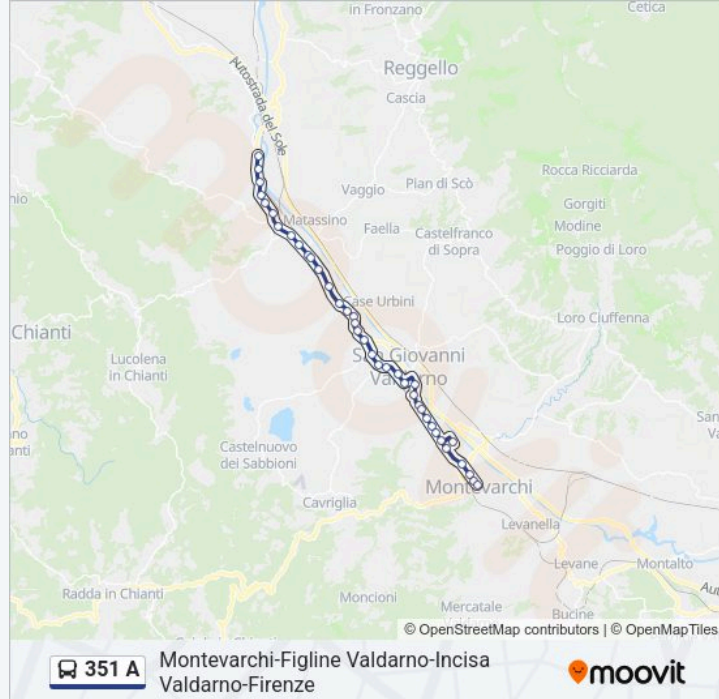 Cetica
in Fronzano
Reggello
Cascia
Autostrada del Sole
Rocca Ricciarda
Pian di Scò
Vaggio
Gorgiti
Modine
Matassino
Faella
Castelfranco
di Sopra
Poggio di Loro
Case Urbini
Loro Ciuffenna
Chianti
San Giovanni
Valdarno
Lucolena
in Chianti
San
Castelnuovo
dei Sabbioni
Montevarchi
Cavriglia
Levanella
Levane
Montalto
Radda in Chianti
Moncioni
Mercatale
Bucine
© OpenStreetMap contributors | © OpenMapTiles
351 A
Montevarchi-Figline Valdarno-Incisa
Valdarno-Firenze
moovit